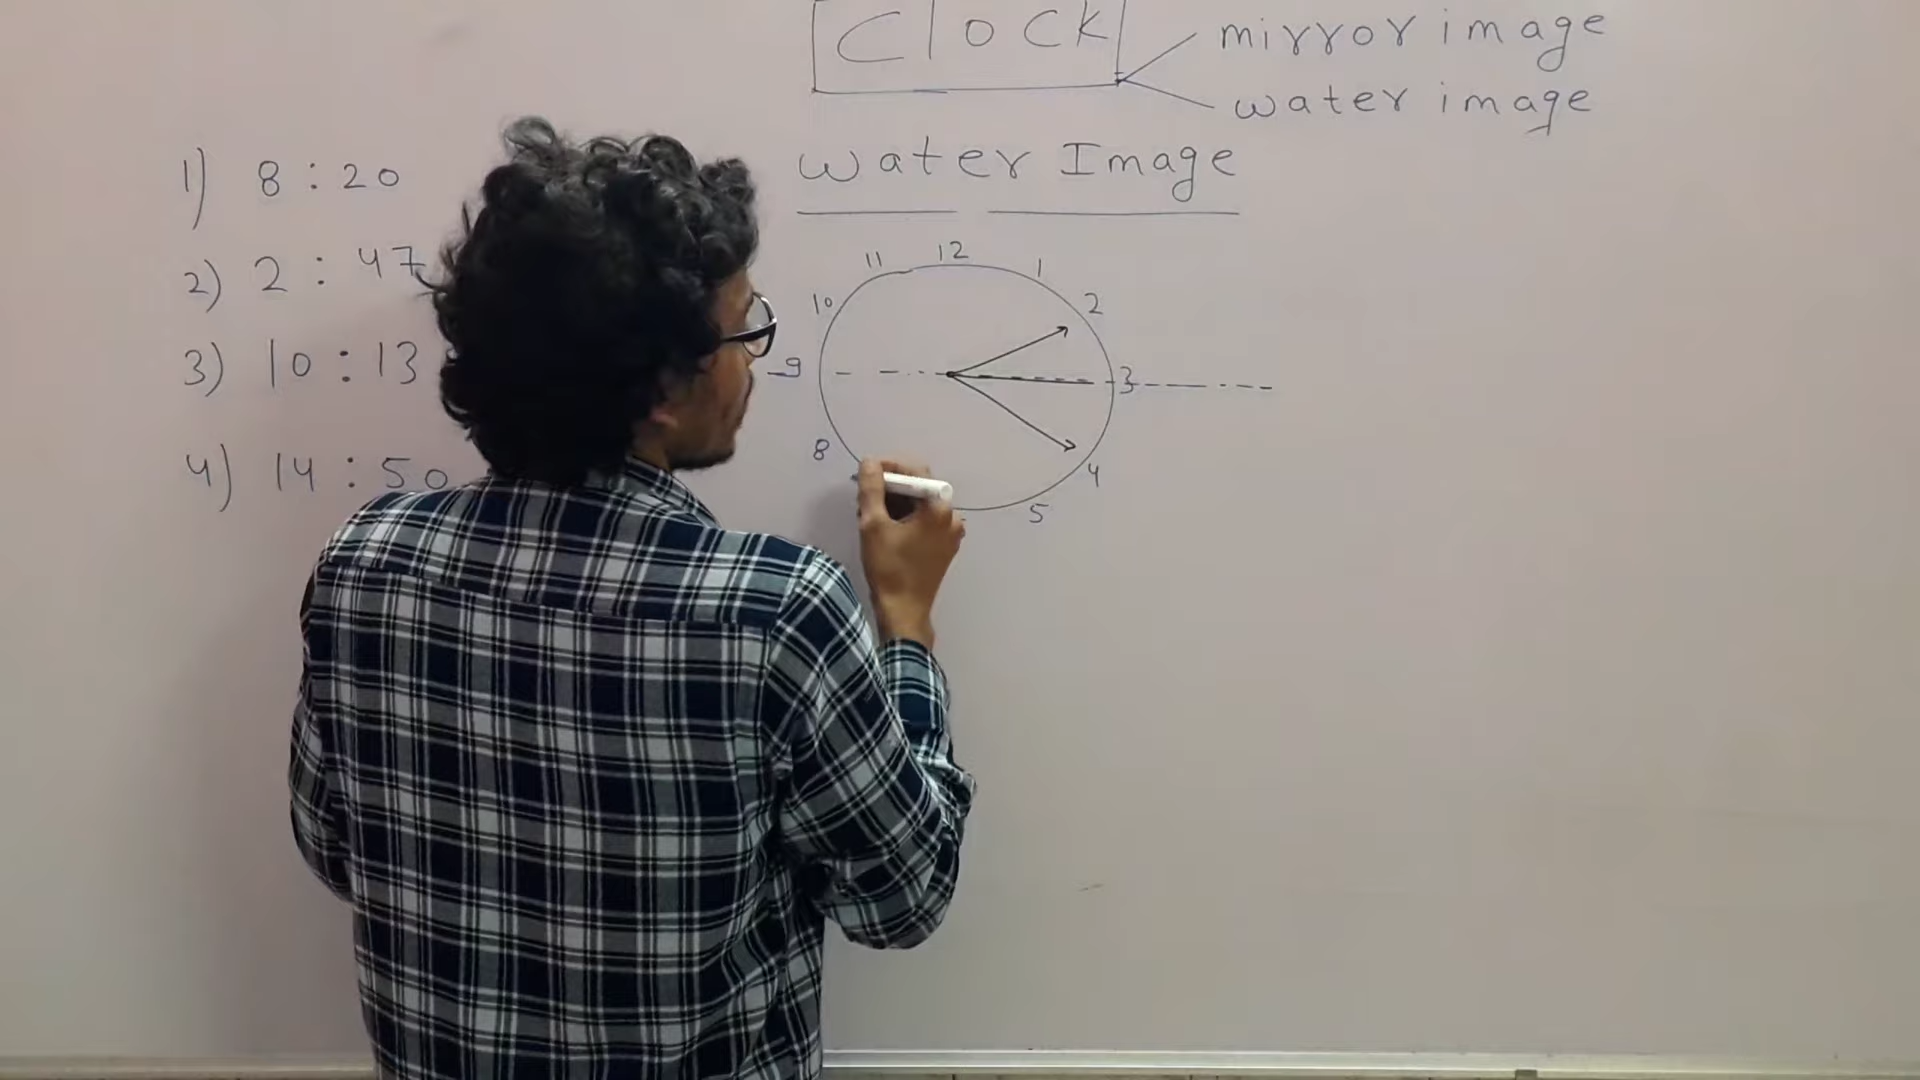 Clock
mirror image
water image
Water Image
1) 8 : 20
2) 2 : 47
3) 10 : 13
4) 14 : 50
11 12 1
10 2
9 3
8 4
5